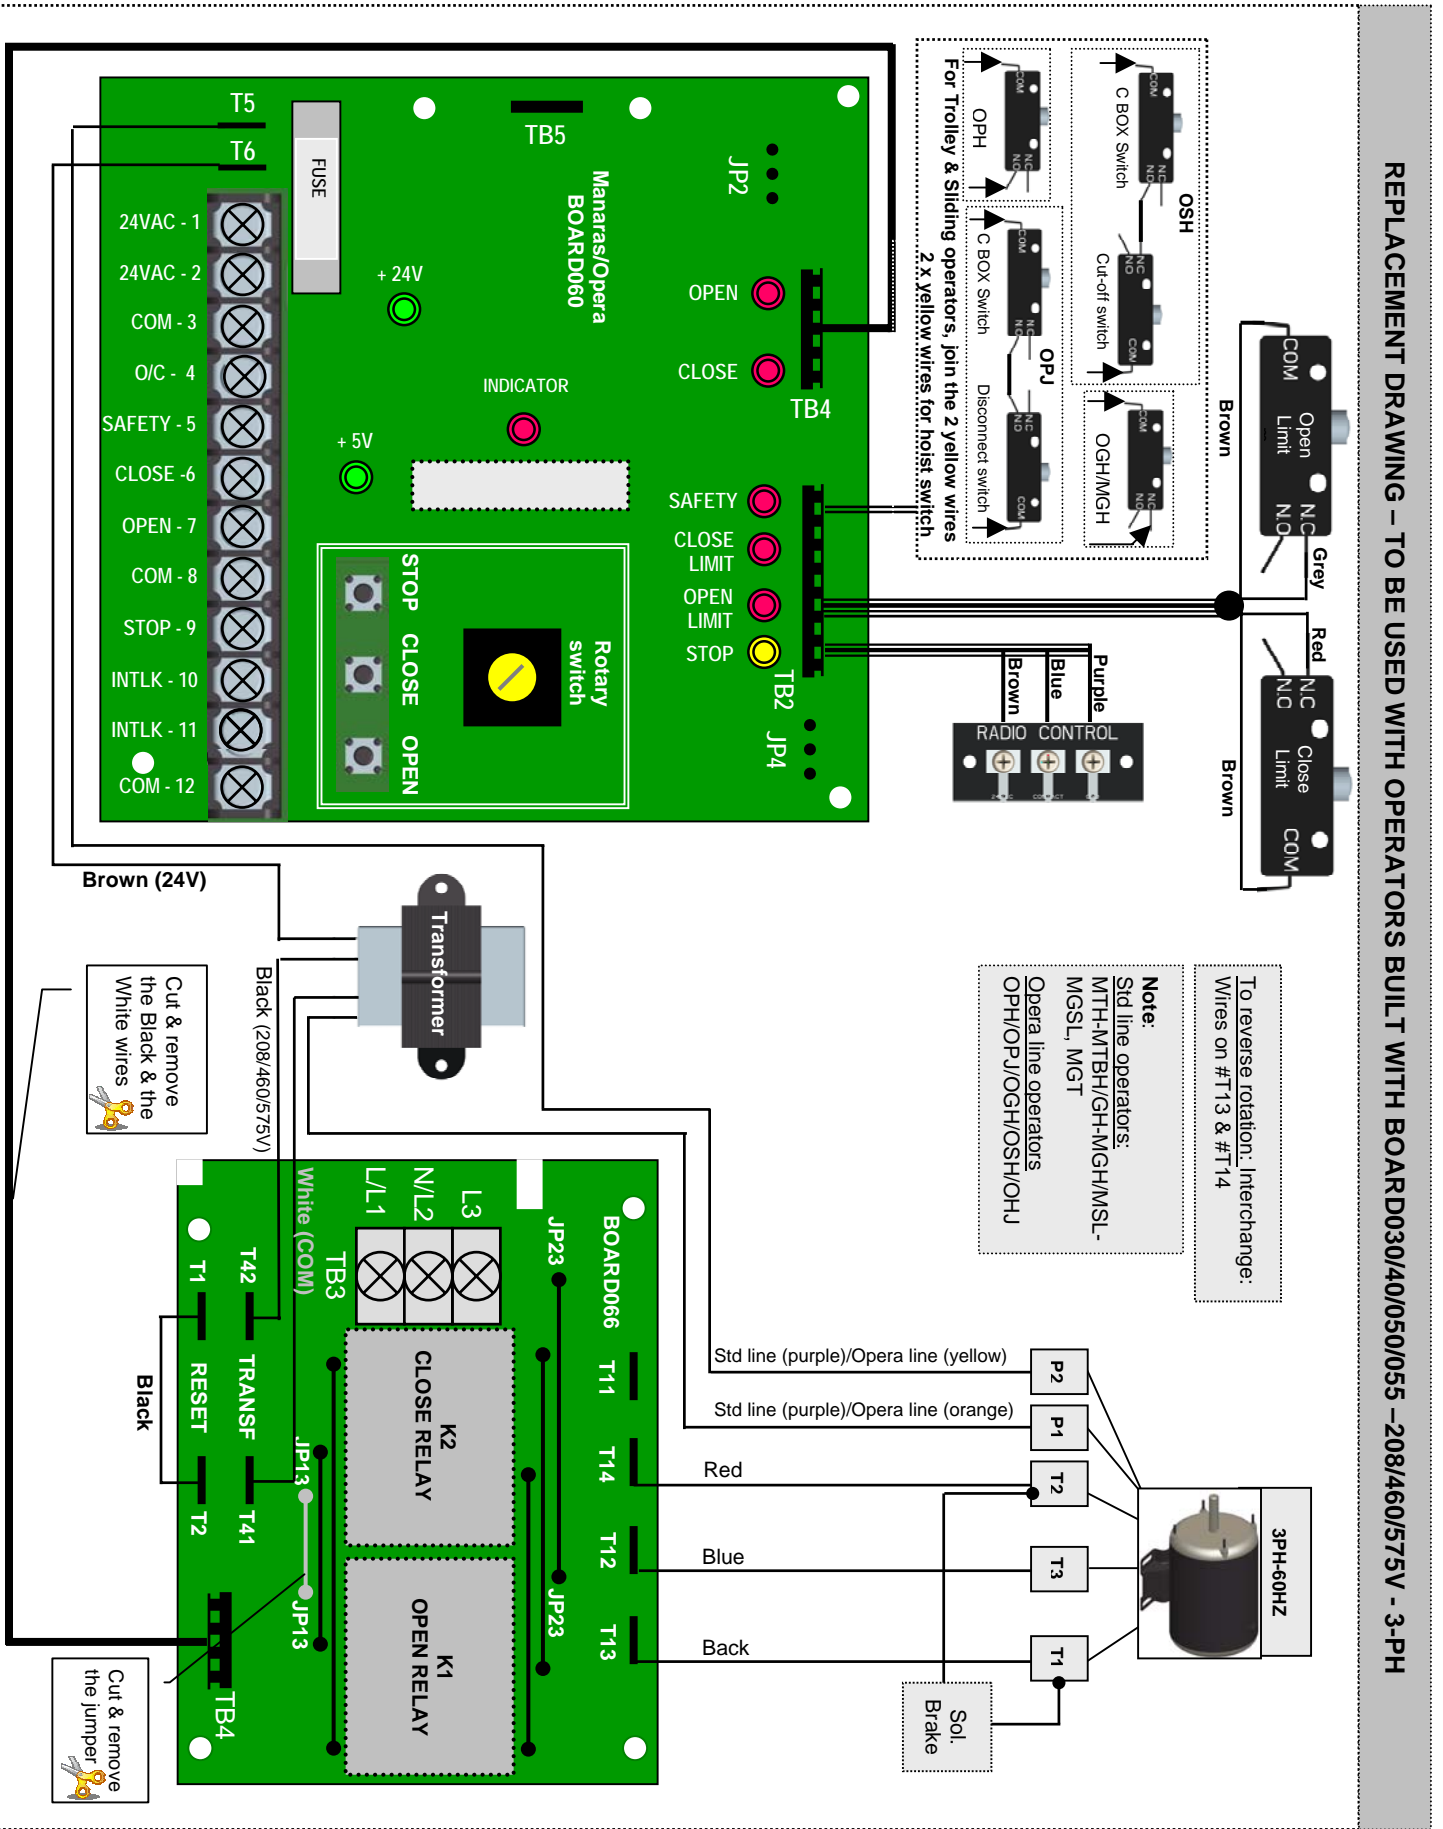 REPLACEMENT DRAWING – TO BE USED WITH OPERATORS BUILT WITH BOARD030/40/050/055 –208/460/575V - 3-PH
COM
Open
Limit
N.C
N.O
Brown
Grey
Red
N.C
N.O
Close
Limit
COM
Brown
COM
N.C
N.O
C BOX Switch
OSH
N.C
N.O
COM
Cut-off switch
COM
N.C
N.O
OPH
COM
N.C
N.O
C BOX Switch
OPJ
N.C
N.O
COM
Disconnect switch
COM
N.C
N.O
OGH/MGH
For Trolley & Sliding operators, join the 2 yellow wires
2 x yellow wires for hoist switch
Purple
Blue
Brown
RADIO CONTROL
T5
T6
FUSE
TB5
JP2
Manaras/Opera
BOARD060
+ 24V
OPEN
CLOSE
TB4
INDICATOR
+ 5V
SAFETY
CLOSE
LIMIT
OPEN
LIMIT
STOP
TB2
JP4
24VAC - 1
24VAC - 2
COM - 3
O/C - 4
SAFETY - 5
CLOSE -6
OPEN - 7
COM - 8
STOP - 9
INTLK - 10
INTLK - 11
COM - 12
STOP
CLOSE
OPEN
Rotary
switch
Brown (24V)
Transformer
Black (208/460/575V)
White (COM)
Cut & remove
the Black & the
White wires
To reverse rotation: Interchange:
Wires on #T13 & #T14
Note:
Std line operators:
MTH-MTBH/GH-MGH/MSL-
MGSL, MGT
Opera line operators
OPH/OPJ/OGH/OSH/OHJ
L/L1
N/L2
L3
TB3
JP23
BOARD066
T11
T14
T12
T13
T1
T42
RESET
TRANSF
T2
T41
Black
K2
CLOSE RELAY
K1
OPEN RELAY
JP13
JP13
JP23
TB4
Cut & remove
the jumper
Std line (purple)/Opera line (yellow)
Std line (purple)/Opera line (orange)
Red
Blue
Back
P2
P1
T2
T3
T1
3PH-60HZ
Sol.
Brake